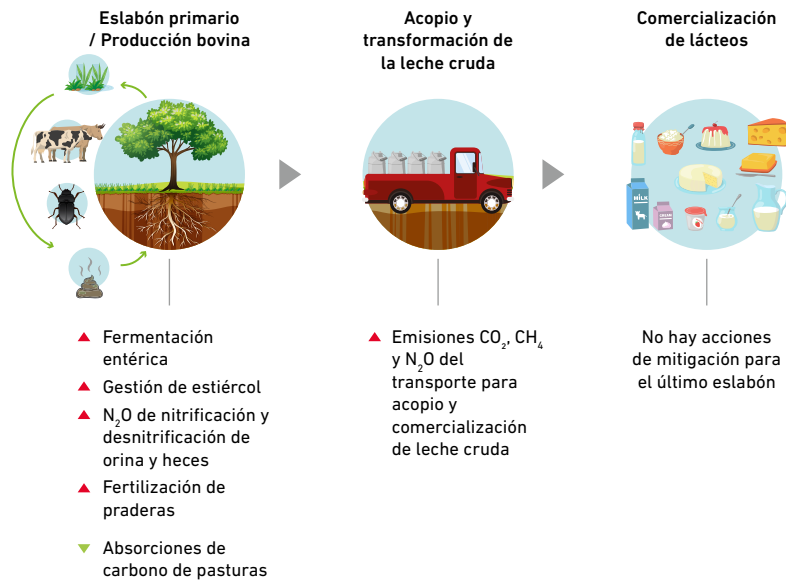 Eslabón primario
/ Producción bovina
Acopio y
transformación de
la leche cruda
Comercialización
de lácteos
MILK
▲ Fermentación
entérica
▲ Gestión de estiércol
▲ N₂O de nitrificación y
desnitrificación de
orina y heces
▲ Fertilización de
praderas
▼ Absorciones de
carbono de pasturas
▲ Emisiones CO₂, CH₄
y N₂O del
transporte para
acopio y
comercialización
de leche cruda
No hay acciones
de mitigación para
el último eslabón